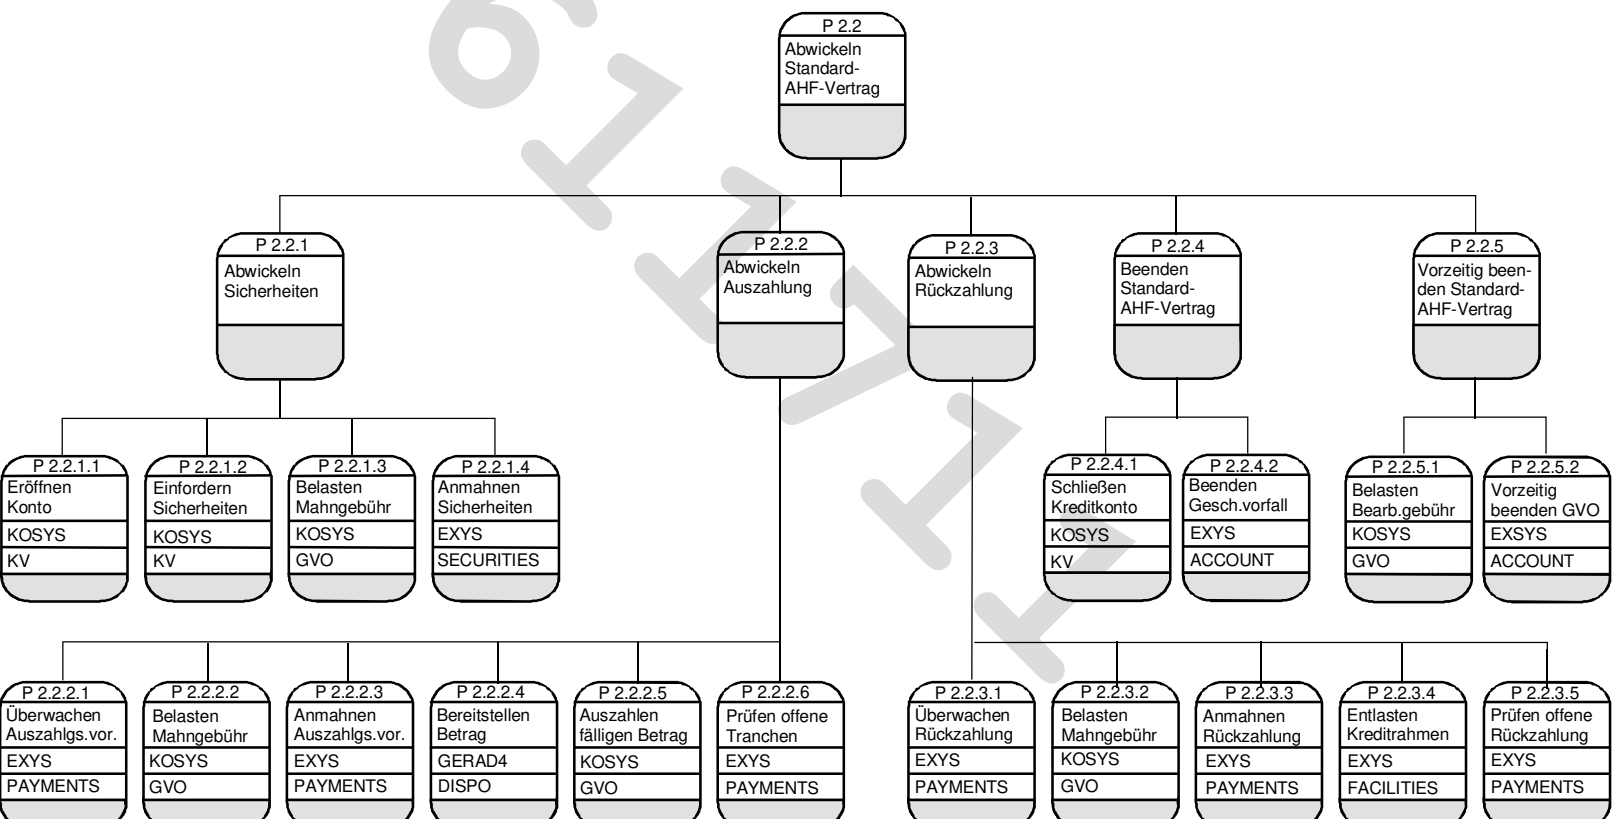 P 2.2
Abwickeln
Standard-
AHF-Vertrag
P 2.2.1
Abwickeln
Sicherheiten
P 2.2.2
Abwickeln
Auszahlung
P 2.2.3
Abwickeln
Rückzahlung
P 2.2.4
Beenden
Standard-
AHF-Vertrag
P 2.2.5
Vorzeitig been-
den Standard-
AHF-Vertrag
P 2.2.1.1
Eröffnen
Konto
KOSYS
KV
P 2.2.1.2
Einfordern
Sicherheiten
KOSYS
KV
P 2.2.1.3
Belasten
Mahngebühr
KOSYS
GVO
P 2.2.1.4
Anmahnen
Sicherheiten
EXYS
SECURITIES
P 2.2.4.1
Schließen
Kreditkonto
KOSYS
KV
P 2.2.4.2
Beenden
Gesch.vorfall
EXYS
ACCOUNT
P 2.2.5.1
Belasten
Bearb.gebühr
KOSYS
GVO
P 2.2.5.2
Vorzeitig
beenden GVO
EXSYS
ACCOUNT
P 2.2.2.1
Überwachen
Auszahlgs.vor.
EXYS
PAYMENTS
P 2.2.2.2
Belasten
Mahngebühr
KOSYS
GVO
P 2.2.2.3
Anmahnen
Auszahlgs.vor.
EXYS
PAYMENTS
P 2.2.2.4
Bereitstellen
Betrag
GERAD4
DISPO
P 2.2.2.5
Auszahlen
fälligen Betrag
KOSYS
GVO
P 2.2.2.6
Prüfen offene
Tranchen
EXYS
PAYMENTS
P 2.2.3.1
Überwachen
Rückzahlung
EXYS
PAYMENTS
P 2.2.3.2
Belasten
Mahngebühr
KOSYS
GVO
P 2.2.3.3
Anmahnen
Rückzahlung
EXYS
PAYMENTS
P 2.2.3.4
Entlasten
Kreditrahmen
EXYS
FACILITIES
P 2.2.3.5
Prüfen offene
Rückzahlung
EXYS
PAYMENTS
611711